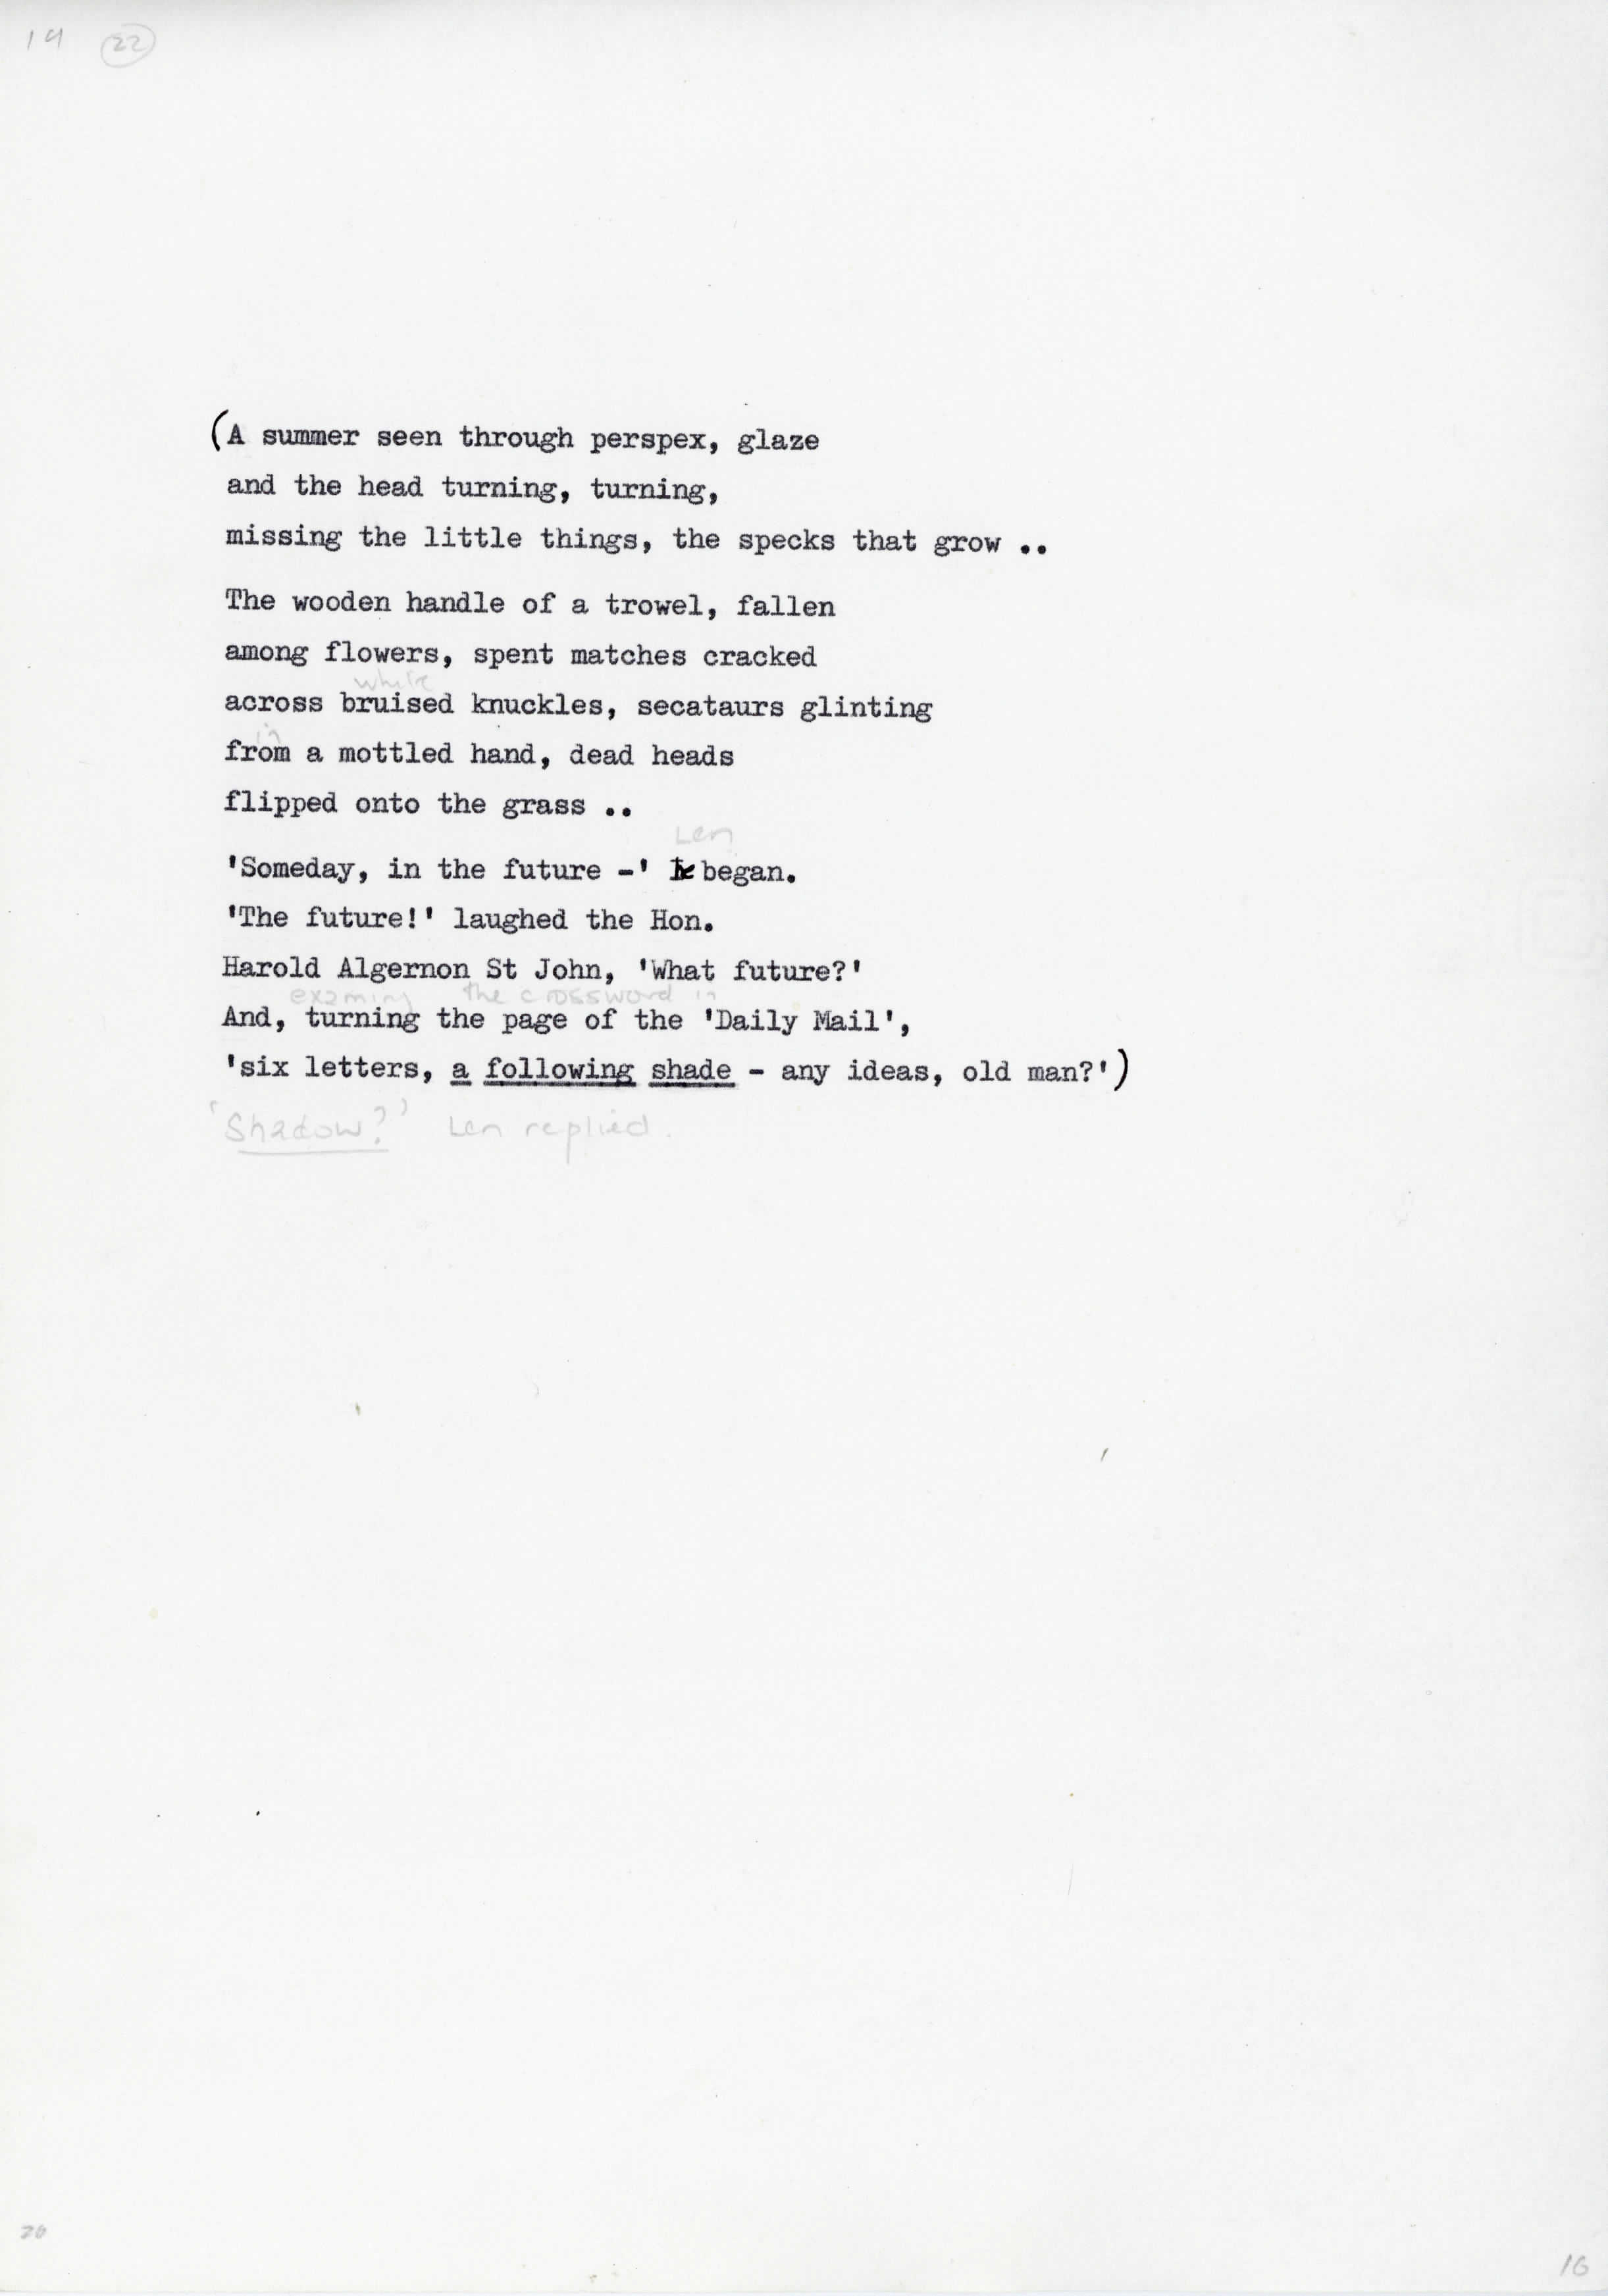 19 22
(A summer seen through perspex, glaze
and the head turning, turning,
missing the little things, the specks that grow ..
The wooden handle of a trowel, fallen
among flowers, spent matches cracked
white
across bruised knuckles, secataurs glinting
in
from a mottled hand, dead heads
flipped onto the grass ..
Len
'Someday, in the future -' he began.
'The future!' laughed the Hon.
Harold Algernon St John, 'What future?'
examing the crossword in
And, turning the page of the 'Daily Mail',
'six letters, a following shade - any ideas, old man?')
'Shadow?' Len replied.
20
16